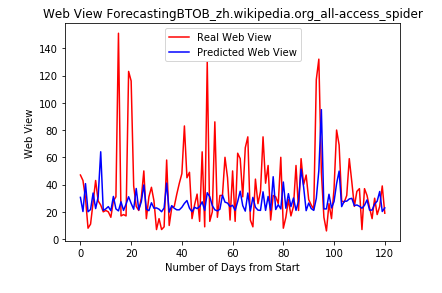 Web View ForecastingBTOB_zh.wikipedia.org_all-access_spider
Real Web View
Predicted Web View
Web View
140
120
100
80
60
40
20
0
0 20 40 60 80 100 120
Number of Days from Start